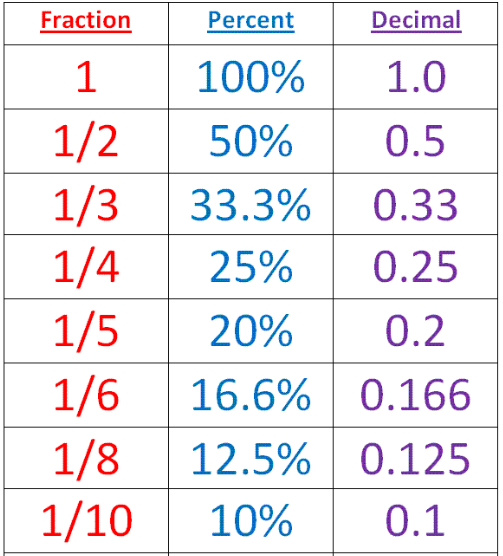 Fraction Percent Decimal
1 100% 1.0
1/2 50% 0.5
1/3 33.3% 0.33
1/4 25% 0.25
1/5 20% 0.2
1/6 16.6% 0.166
1/8 12.5% 0.125
1/10 10% 0.1